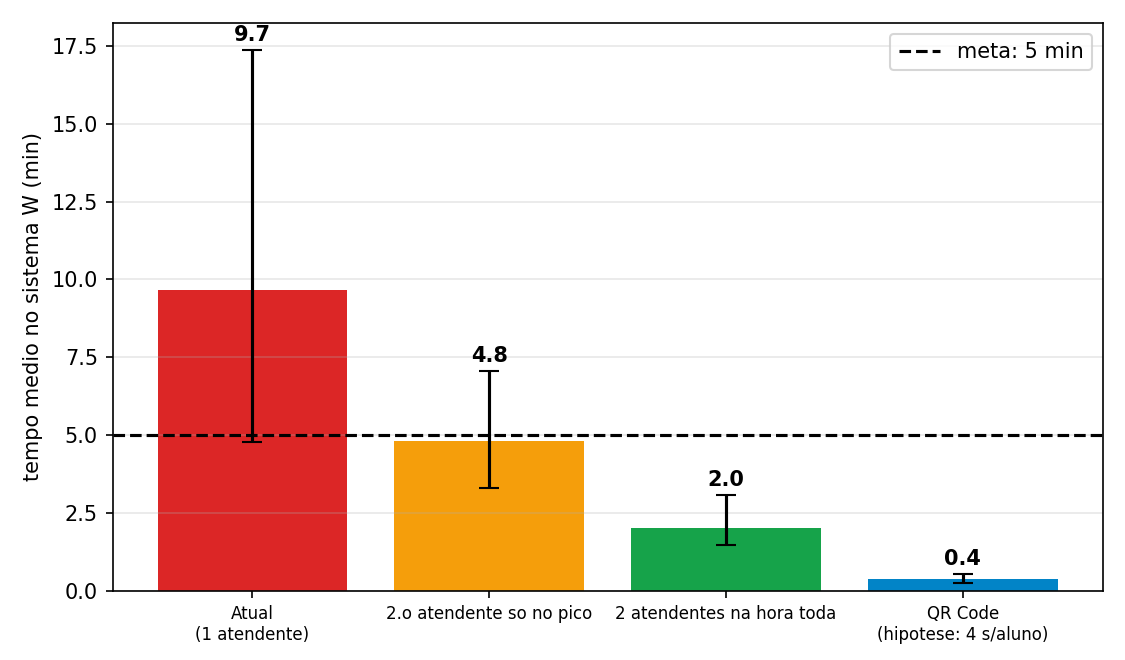 9.7
17.5
meta: 5 min
15.0
12.5
10.0
7.5
4.8
5.0
2.0
2.5
0.4
0.0
tempo medio no sistema W (min)
Atual
(1 atendente)
2.o atendente so no pico
2 atendentes na hora toda
QR Code
(hipotese: 4 s/aluno)